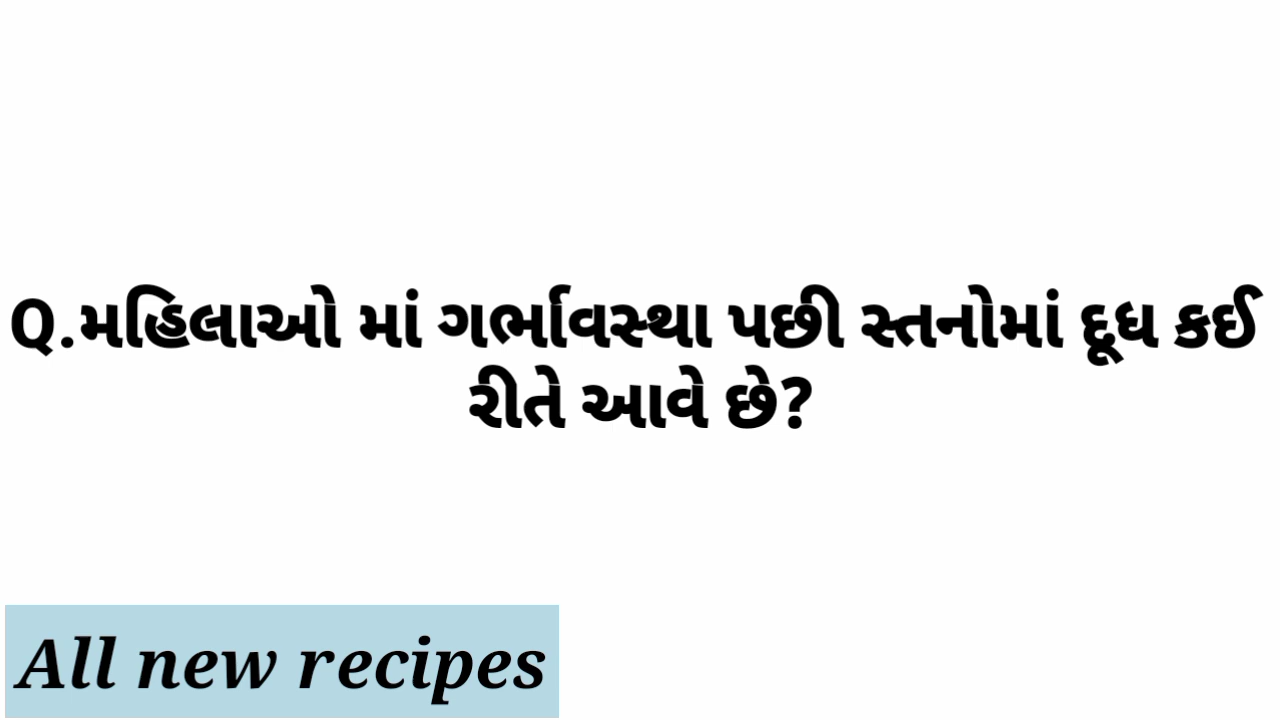 Q.મહિલાઓ માં ગર્ભાવસ્થા પછી સ્તનોમાં દૂધ કઈ
રીતે આવે છે?
All new recipes